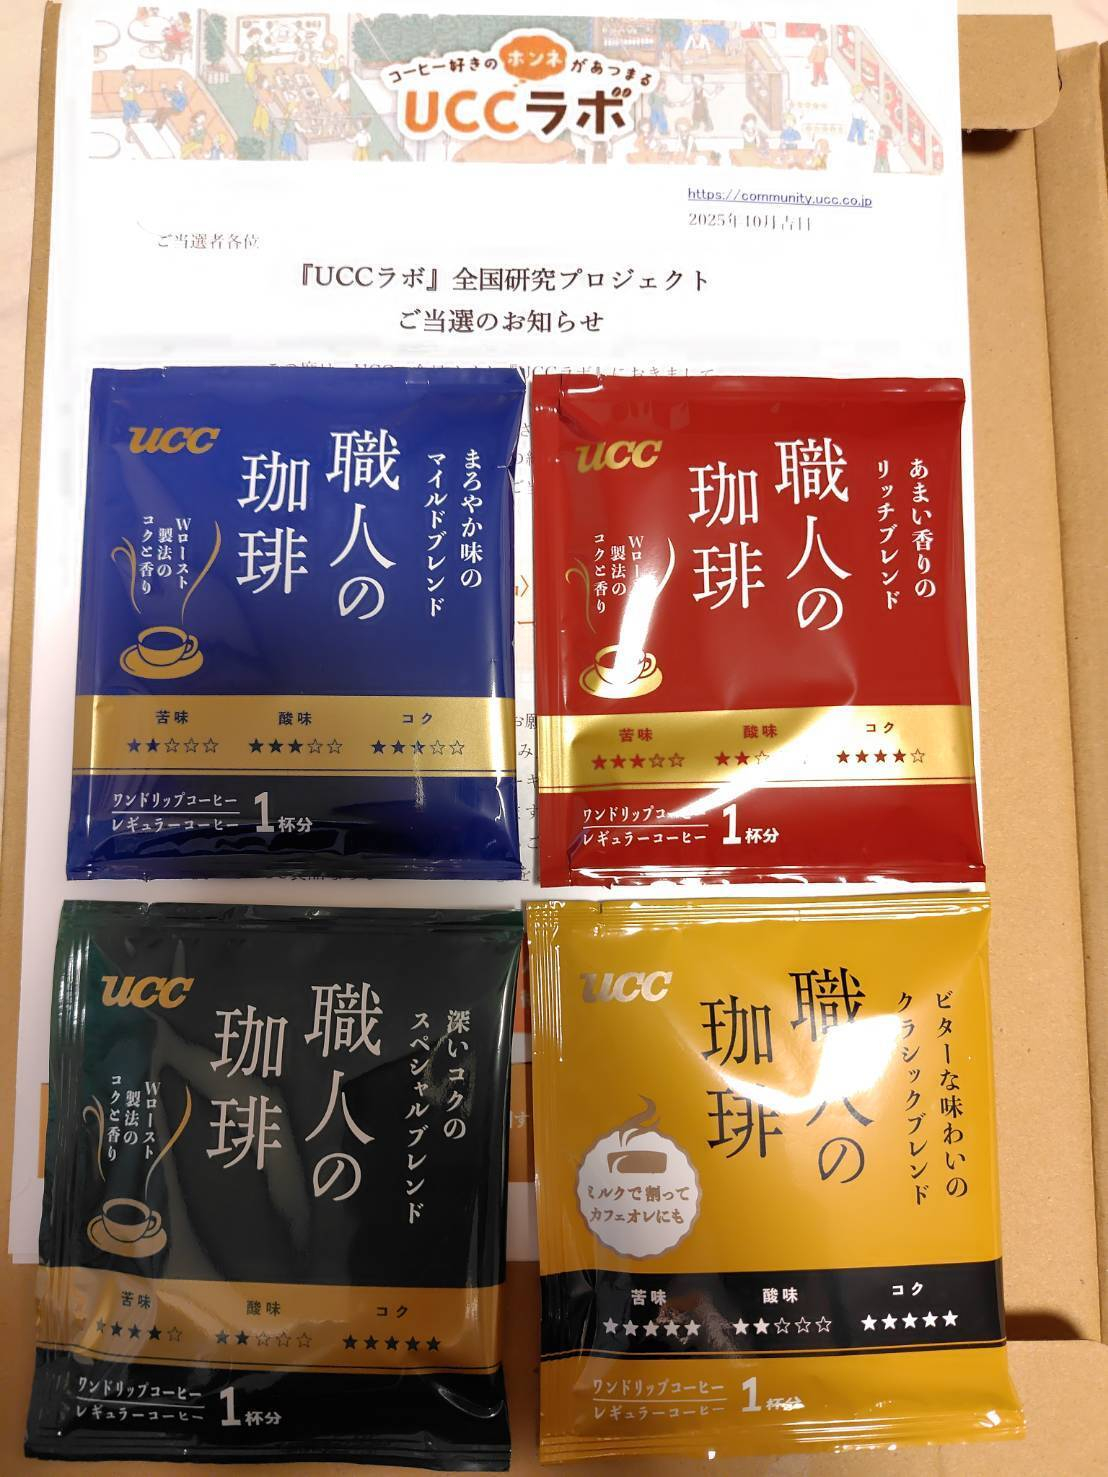 コーヒー好きのホンネがあつまる
UCCラボ
https://community.ucc.co.jp
2025年10月吉日
ご当選者各位
『UCCラボ』全国研究プロジェクト
ご当選のお知らせ
ucc
まろやか味の
マイルドブレンド
職人の
珈琲
Wロースト
製法の
コクと香り
苦味 酸味 コク
★★☆☆☆ ★★★☆☆ ★★★☆☆
ワンドリップコーヒー
レギュラーコーヒー
1杯分
ucc
あまい香りの
リッチブレンド
職人の
珈琲
製法の
コクと香り
苦味 酸味 コク
★★★☆☆ ★★★★☆
ワンドリップコーヒー
レギュラーコーヒー
1杯分
ucc
深いコクの
スペシャルブレンド
職人の
珈琲
Wロースト
製法の
コクと香り
苦味 酸味 コク
★★★★☆ ★★☆☆☆ ★★★★★
ワンドリップコーヒー
レギュラーコーヒー
1杯分
ucc
ビターな味わいの
クラシックブレンド
職人の
珈琲
ミルクで割って
カフェオレにも
苦味 酸味 コク
★★★★★ ★★☆☆☆ ★★★★★
ワンドリップコーヒー
レギュラーコーヒー
1杯分